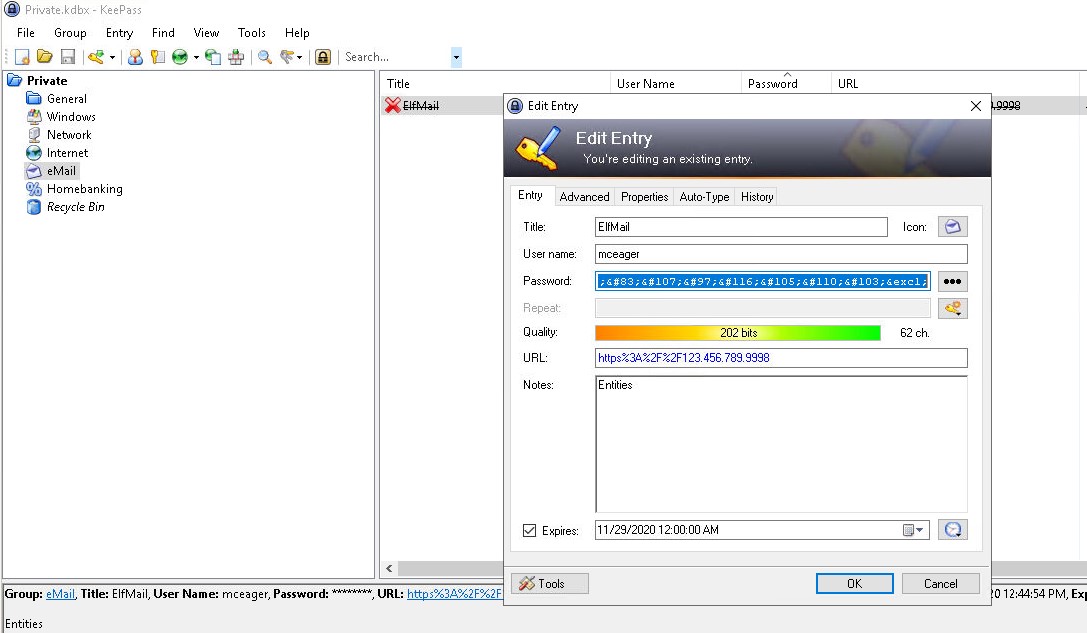 Private.kdbx - KeePass
File Group Entry Find View Tools Help
Search...
Private
General
Windows
Network
Internet
eMail
Homebanking
Recycle Bin
Title User Name Password URL
ElfMail .9998
Edit Entry
Edit Entry
You're editing an existing entry.
Entry Advanced Properties Auto-Type History
Title: ElfMail Icon:
User name: mceager
Password: ;&#83;&#107;&#97;&#116;&#105;&#110;&#103;&excl;
Repeat:
Quality: 202 bits 62 ch.
URL: https%3A%2F%2F123.456.789.9998
Notes: Entities
Expires: 11/29/2020 12:00:00 AM
Tools OK Cancel
Group: eMail, Title: ElfMail, User Name: mceager, Password: ********, URL: https%3A%2F%2F 20 12:44:54 PM, Exp
Entities